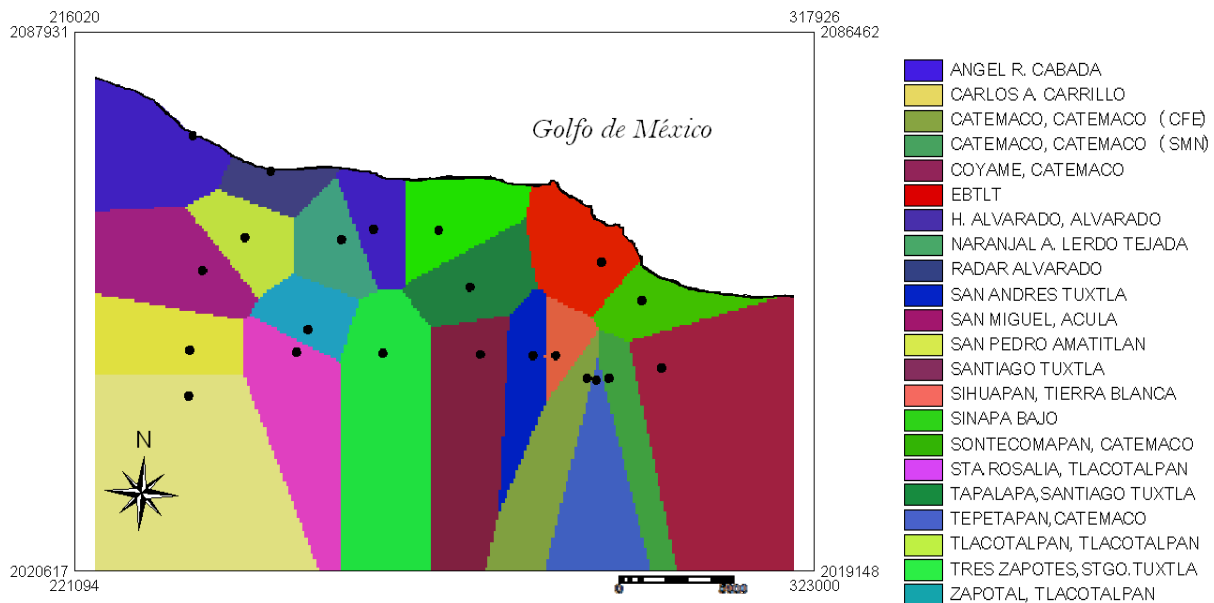 216020
317926
2087931
2086462
Golfo de México
ANGEL R. CABADA
CARLOS A. CARRILLO
CATEMACO, CATEMACO ( CFE)
CATEMACO, CATEMACO ( SMN)
COYAME, CATEMACO
EBTLT
H. ALVARADO, ALVARADO
NARANJAL A. LERDO TEJADA
RADAR ALVARADO
SAN ANDRES TUXTLA
SAN MIGUEL, ACULA
SAN PEDRO AMATITLAN
SANTIAGO TUXTLA
SIHUAPAN, TIERRA BLANCA
SINAPA BAJO
SONTECOMAPAN, CATEMACO
STA. ROSALIA, TLACOTALPAN
TAPALAPA,SANTIAGO TUXTLA
TEPETAPAN,CATEMACO
TLACOTALPAN, TLACOTALPAN
TRES ZAPOTES,STGO.TUXTLA
ZAPOTAL, TLACOTALPAN
N
2020617
2019148
221094
323000
0